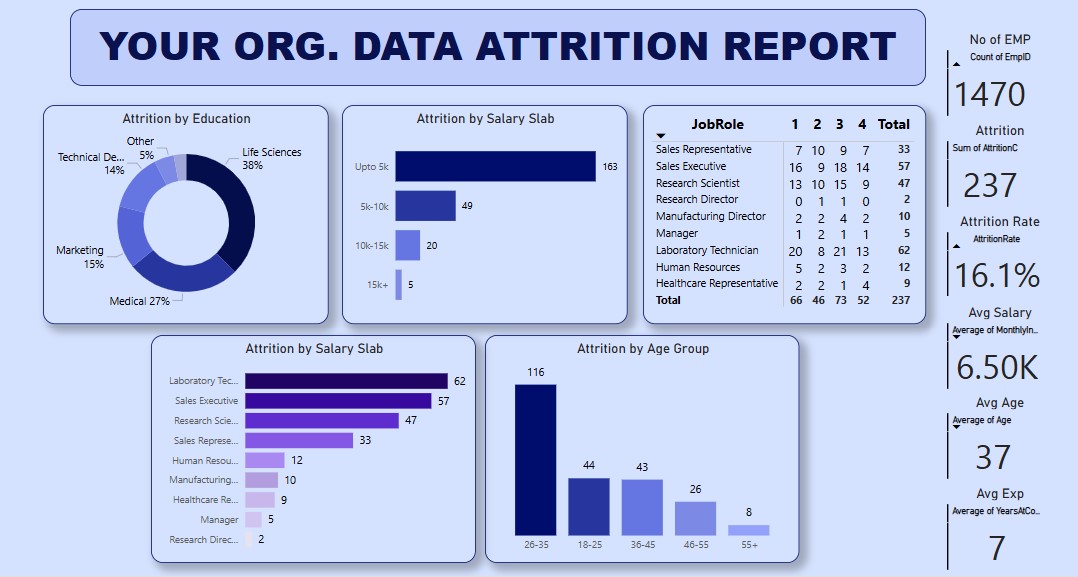 YOUR ORG. DATA ATTRITION REPORT
Attrition by Education
Other
5%
Technical De...
14%
Life Sciences
38%
Marketing
15%
Medical 27%
Attrition by Salary Slab
Upto 5k 163
5k-10k 49
10k-15k 20
15k+ 5
JobRole 1 2 3 4 Total
Sales Representative 7 10 9 7 33
Sales Executive 16 9 18 14 57
Research Scientist 13 10 15 9 47
Research Director 0 1 1 0 2
Manufacturing Director 2 2 4 2 10
Manager 1 2 1 1 5
Laboratory Technician 20 8 21 13 62
Human Resources 5 2 3 2 12
Healthcare Representative 2 2 1 4 9
Total 66 46 73 52 237
Attrition by Salary Slab
Laboratory Tec... 62
Sales Executive 57
Research Scie... 47
Sales Represe... 33
Human Resou... 12
Manufacturing... 10
Healthcare Re... 9
Manager 5
Research Direc... 2
Attrition by Age Group
116 44 43 26 8
26-35 18-25 36-45 46-55 55+
No of EMP
Count of EmpID
1470
Attrition
Sum of AttritionC
237
Attrition Rate
AttritionRate
16.1%
Avg Salary
Average of MonthlyIn..
6.50K
Avg Age
Average of Age
37
Avg Exp
Average of YearsAtCo..
7